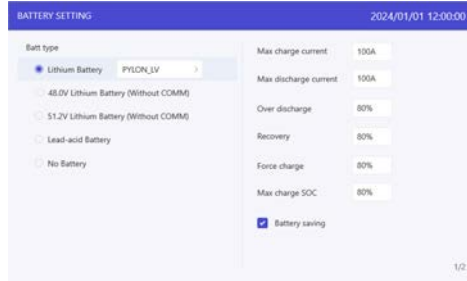 BATTERY SETTING
2024/01/01 12:00:00
Batt type
Lithium Battery
PYLON_LV
>
48.0V Lithium Battery (Without COMM)
51.2V Lithium Battery (Without COMM)
Lead-acid Battery
No Battery
Max charge current 100A
Max discharge current 100A
Over discharge 80%
Recovery 80%
Force charge 80%
Max charge SOC 80%
Battery saving
1/2